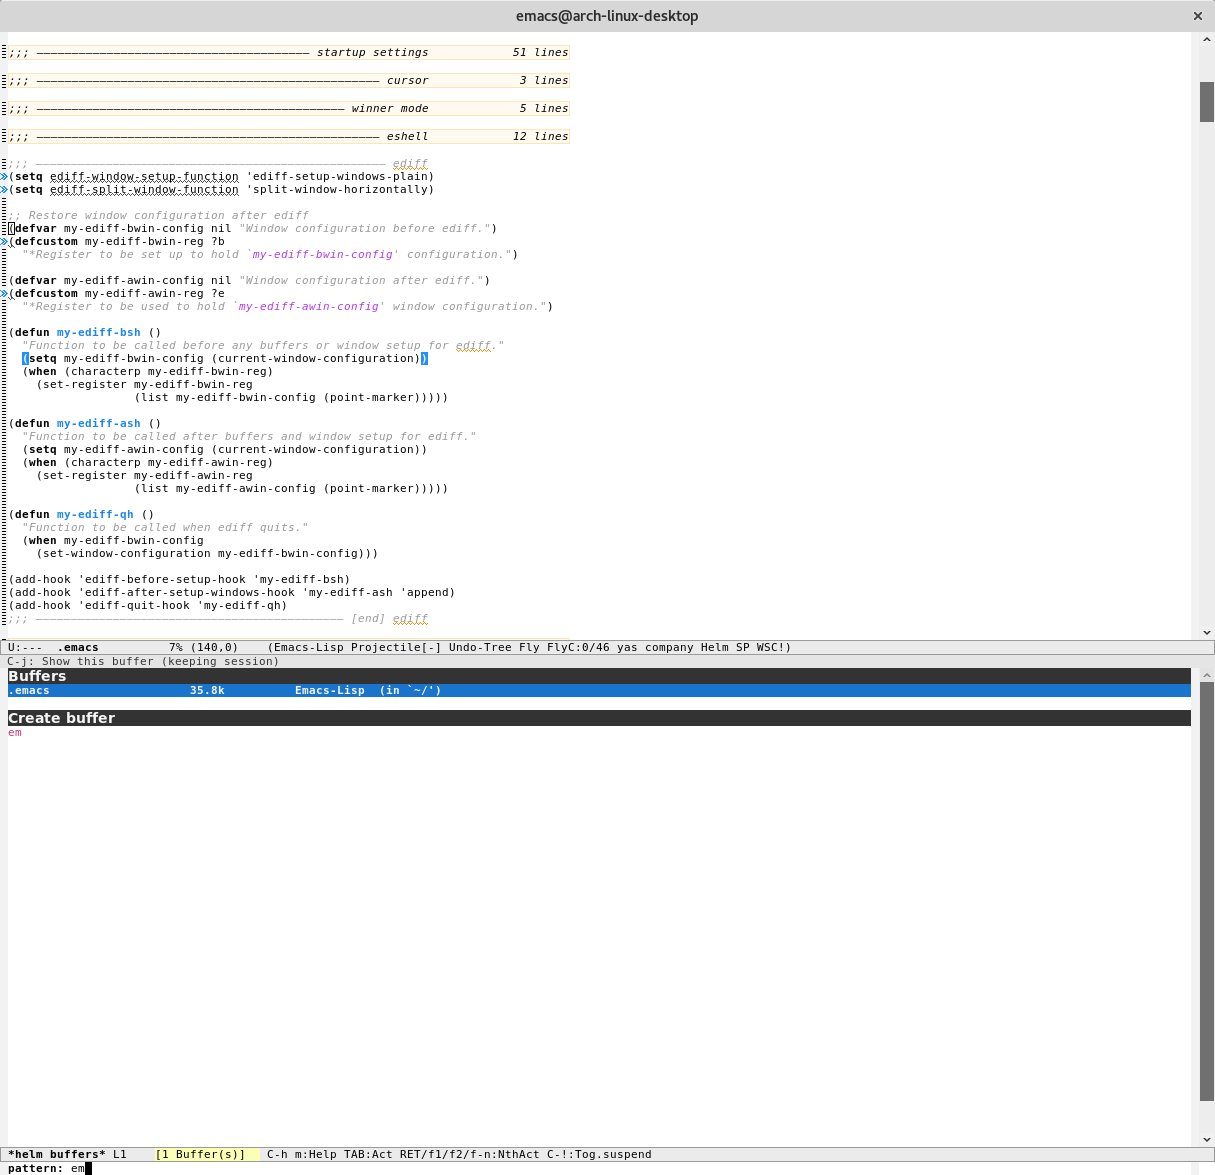 emacs@arch-linux-desktop ×
;;; ――――――――――――――――――――――――――――――――――――――― startup settings 51 lines
;;; ――――――――――――――――――――――――――――――――――――――――――――――――― cursor 3 lines
;;; ―――――――――――――――――――――――――――――――――――――――――――― winner mode 5 lines
;;; ――――――――――――――――――――――――――――――――――――――――――――――――― eshell 12 lines
;;; ―――――――――――――――――――――――――――――――――――――――――――――――――― ediff
(setq ediff-window-setup-function 'ediff-setup-windows-plain)
(setq ediff-split-window-function 'split-window-horizontally)
;; Restore window configuration after ediff
(defvar my-ediff-bwin-config nil "Window configuration before ediff.")
(defcustom my-ediff-bwin-reg ?b
  "*Register to be set up to hold `my-ediff-bwin-config' configuration.")
(defvar my-ediff-awin-config nil "Window configuration after ediff.")
(defcustom my-ediff-awin-reg ?e
  "*Register to be used to hold `my-ediff-awin-config' window configuration.")
(defun my-ediff-bsh ()
  "Function to be called before any buffers or window setup for ediff."
  (setq my-ediff-bwin-config (current-window-configuration))
  (when (characterp my-ediff-bwin-reg)
    (set-register my-ediff-bwin-reg
                  (list my-ediff-bwin-config (point-marker)))))
(defun my-ediff-ash ()
  "Function to be called after buffers and window setup for ediff."
  (setq my-ediff-awin-config (current-window-configuration))
  (when (characterp my-ediff-awin-reg)
    (set-register my-ediff-awin-reg
                  (list my-ediff-awin-config (point-marker)))))
(defun my-ediff-qh ()
  "Function to be called when ediff quits."
  (when my-ediff-bwin-config
    (set-window-configuration my-ediff-bwin-config)))
(add-hook 'ediff-before-setup-hook 'my-ediff-bsh)
(add-hook 'ediff-after-setup-windows-hook 'my-ediff-ash 'append)
(add-hook 'ediff-quit-hook 'my-ediff-qh)
;;; ―――――――――――――――――――――――――――――――――――――――――――― [end] ediff
U:--- .emacs 7% (140,0) (Emacs-Lisp Projectile[-] Undo-Tree Fly FlyC:0/46 yas company Helm SP WSC!)
C-j: Show this buffer (keeping session)
Buffers
.emacs 35.8k Emacs-Lisp (in `~/')
Create buffer
em
*helm buffers* L1 [1 Buffer(s)] C-h m:Help TAB:Act RET/f1/f2/f-n:NthAct C-!:Tog.suspend
pattern: em